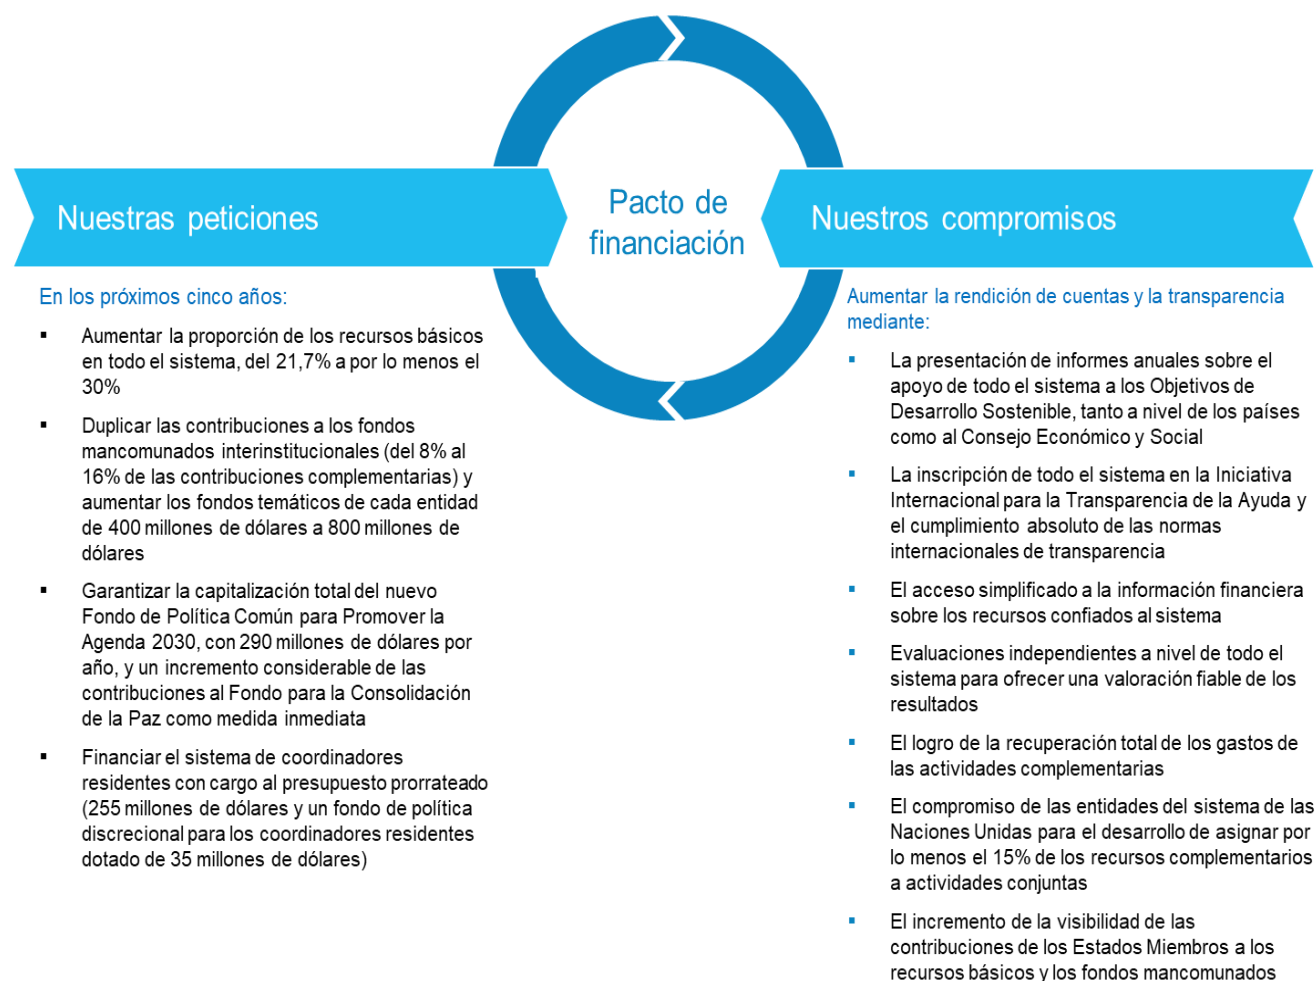 Pacto de
financiación
Nuestras peticiones
En los próximos cinco años:
▪ Aumentar la proporción de los recursos básicos
en todo el sistema, del 21,7% a por lo menos el
30%
▪ Duplicar las contribuciones a los fondos
mancomunados interinstitucionales (del 8% al
16% de las contribuciones complementarias) y
aumentar los fondos temáticos de cada entidad
de 400 millones de dólares a 800 millones de
dólares
▪ Garantizar la capitalización total del nuevo
Fondo de Política Común para Promover la
Agenda 2030, con 290 millones de dólares por
año, y un incremento considerable de las
contribuciones al Fondo para la Consolidación
de la Paz como medida inmediata
▪ Financiar el sistema de coordinadores
residentes con cargo al presupuesto prorrateado
(255 millones de dólares y un fondo de política
discrecional para los coordinadores residentes
dotado de 35 millones de dólares)
Nuestros compromisos
Aumentar la rendición de cuentas y la transparencia
mediante:
▪ La presentación de informes anuales sobre el
apoyo de todo el sistema a los Objetivos de
Desarrollo Sostenible, tanto a nivel de los países
como al Consejo Económico y Social
▪ La inscripción de todo el sistema en la Iniciativa
Internacional para la Transparencia de la Ayuda y
el cumplimiento absoluto de las normas
internacionales de transparencia
▪ El acceso simplificado a la información financiera
sobre los recursos confiados al sistema
▪ Evaluaciones independientes a nivel de todo el
sistema para ofrecer una valoración fiable de los
resultados
▪ El logro de la recuperación total de los gastos de
las actividades complementarias
▪ El compromiso de las entidades del sistema de las
Naciones Unidas para el desarrollo de asignar por
lo menos el 15% de los recursos complementarios
a actividades conjuntas
▪ El incremento de la visibilidad de las
contribuciones de los Estados Miembros a los
recursos básicos y los fondos mancomunados